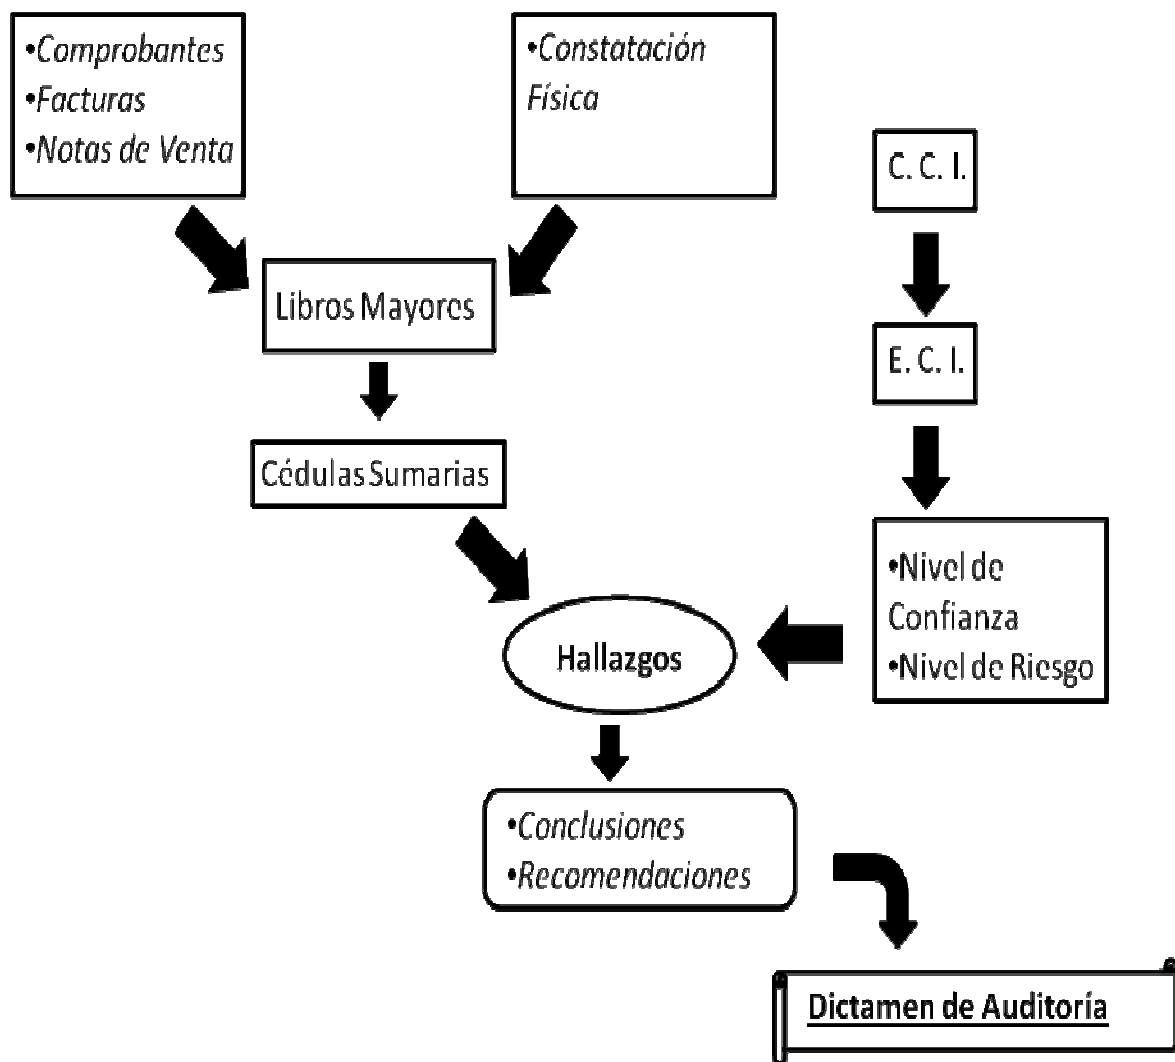 •Comprobantes
•Facturas
•Notas de Venta
•Constatación
Física
C. C. I.
Libros Mayores
E. C. I.
Cédulas Sumarias
•Nivel de
Confianza
•Nivel de Riesgo
Hallazgos
•Conclusiones
•Recomendaciones
Dictamen de Auditoría